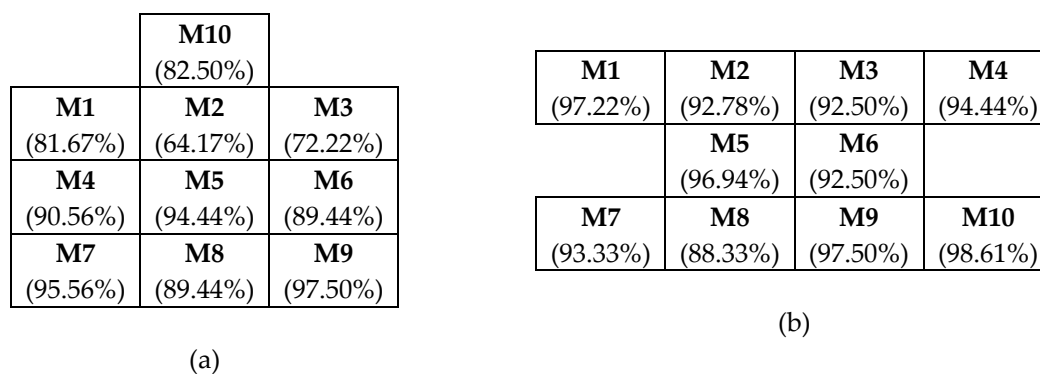 M10
(82.50%)
M1 M2 M3
(81.67%) (64.17%) (72.22%)
M4 M5 M6
(90.56%) (94.44%) (89.44%)
M7 M8 M9
(95.56%) (89.44%) (97.50%)
(a)
M1 M2 M3 M4
(97.22%) (92.78%) (92.50%) (94.44%)
M5 M6
(96.94%) (92.50%)
M7 M8 M9 M10
(93.33%) (88.33%) (97.50%) (98.61%)
(b)